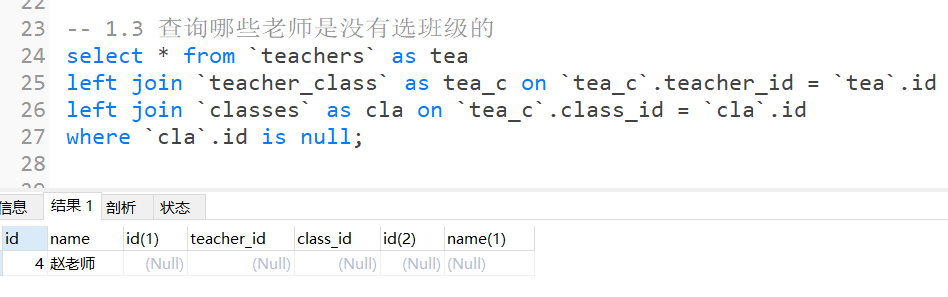 23 -- 1.3 查询哪些老师是没有选班级的
24 select * from `teachers` as tea
25 left join `teacher_class` as tea_c on `tea_c`.teacher_id = `tea`.id
26 left join `classes` as cla on `tea_c`.class_id = `cla`.id
27 where `cla`.id is null;
28
信息 结果 1 剖析 状态
id name id(1) teacher_id class_id id(2) name(1)
4 赵老师 (Null) (Null) (Null) (Null) (Null)